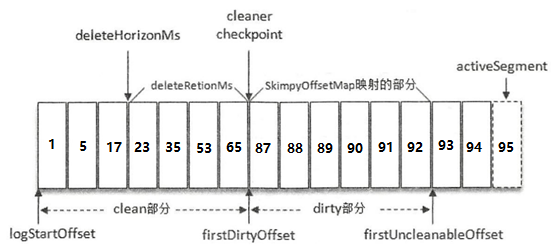 cleaner
checkpoint
deleteHorizonMs
activeSegment
deleteRetionMs
SkimpyOffsetMap映射的部分
1 5 17 23 35 53 65 87 88 89 90 91 92 93 94 95
clean部分
dirty部分
logStartOffset
firstDirtyOffset
firstUncleanableOffset